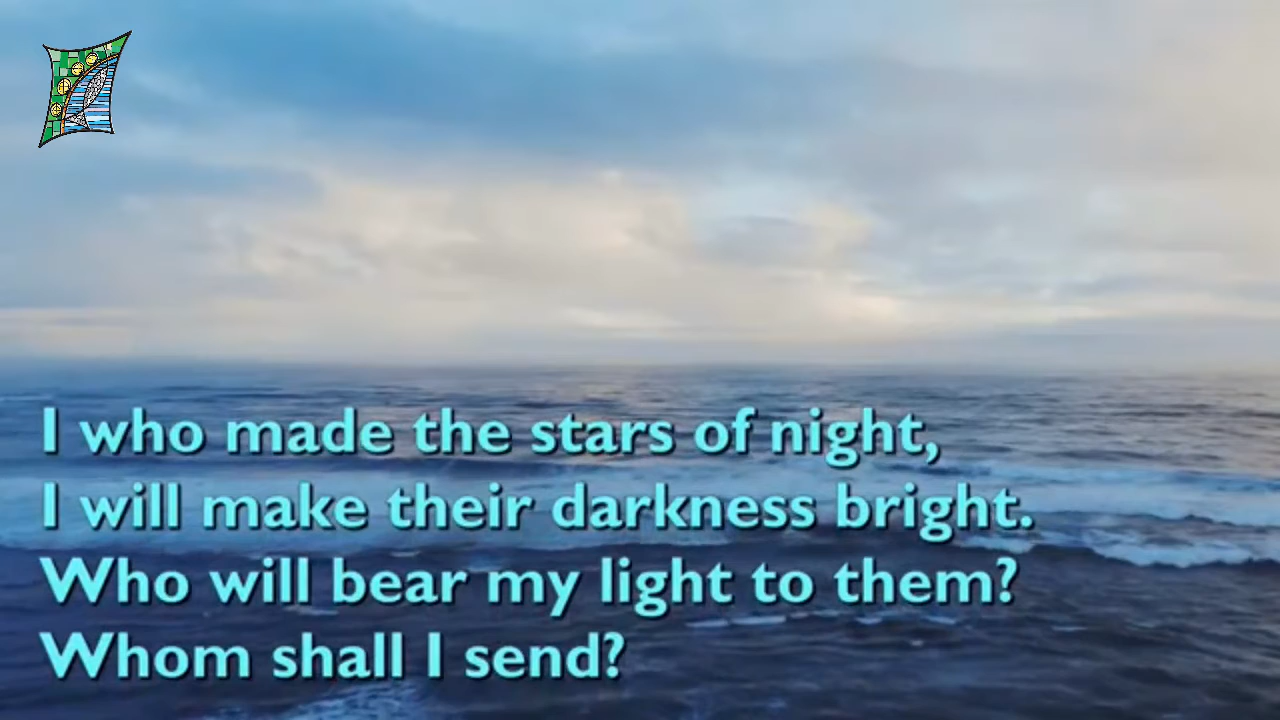 I who made the stars of night,
I will make their darkness bright.
Who will bear my light to them?
Whom shall I send?